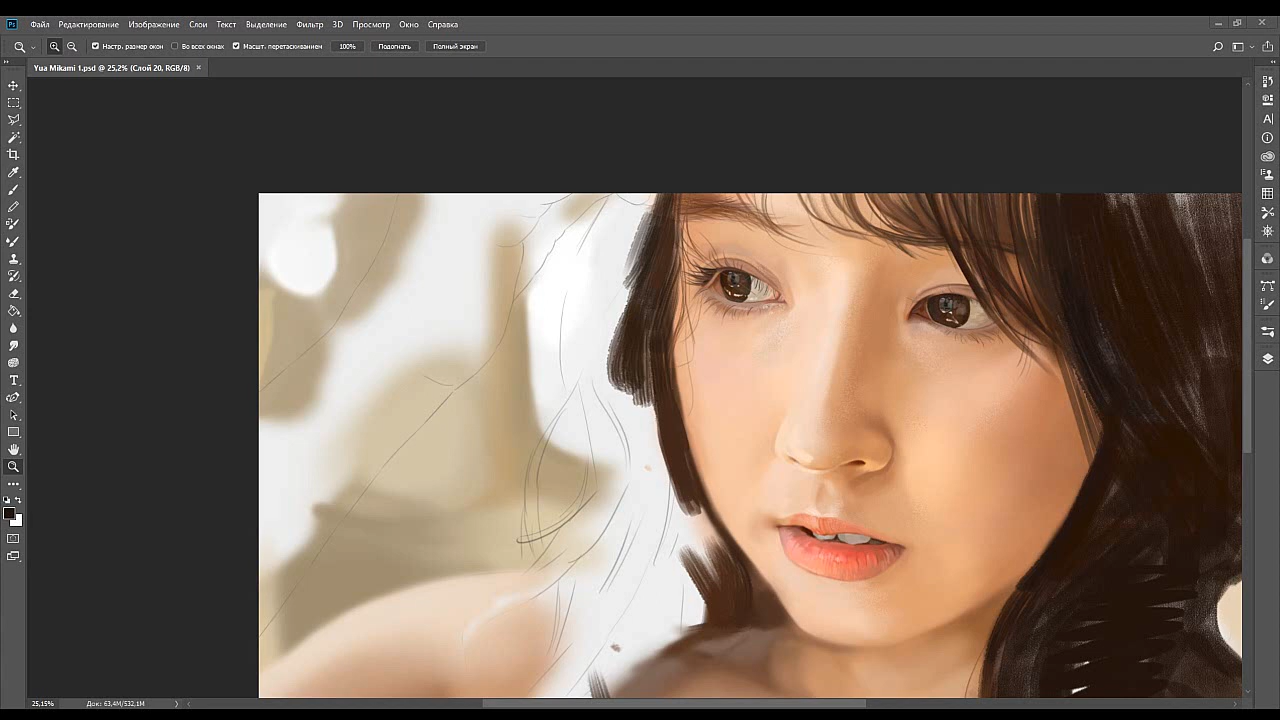 Ps Файл Редактирование Изображение Слои Текст Выделение Фильтр 3D Просмотр Окно Справка
Настр. размер окон Во всех окнах Масшт. перетаскиванием 100% Подогнать Полный экран
Yua Mikami 1.psd @ 25,2% (Слой 20, RGB/8) ×
25,15% Док: 63,4M/532,1M